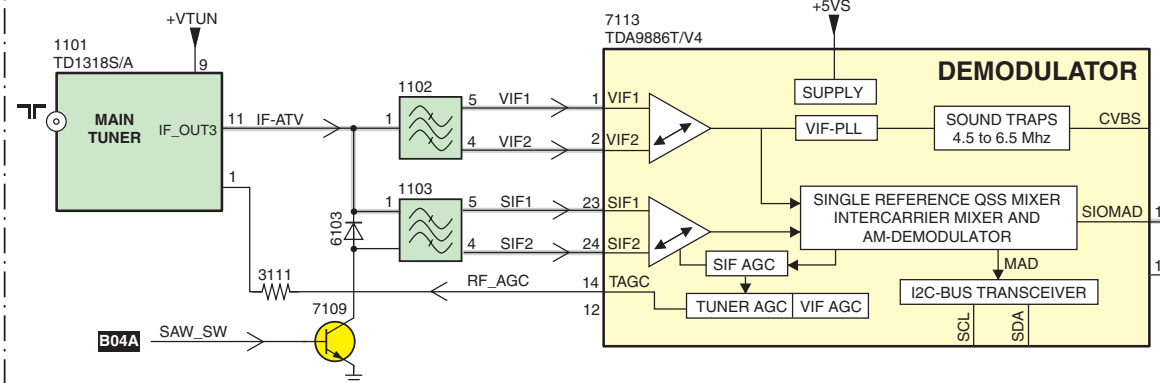 +VTUN
+5VS
1101
TD1318S/A
9
7113
TDA9886T/V4
DEMODULATOR
MAIN
TUNER
IF_OUT3
11
IF-ATV
1
1
1102
5
VIF1
4
VIF2
1
VIF1
2
VIF2
SUPPLY
VIF-PLL
SOUND TRAPS
4.5 to 6.5 Mhz
CVBS
6103
1
1103
5
SIF1
4
SIF2
23
SIF1
24
SIF2
SINGLE REFERENCE QSS MIXER
INTERCARRIER MIXER AND
AM-DEMODULATOR
SIOMAD
1
1
SIF AGC
MAD
3111
RF_AGC
14
TAGC
12
TUNER AGC
VIF AGC
I2C-BUS TRANSCEIVER
SCL
SDA
7109
B04A
SAW_SW